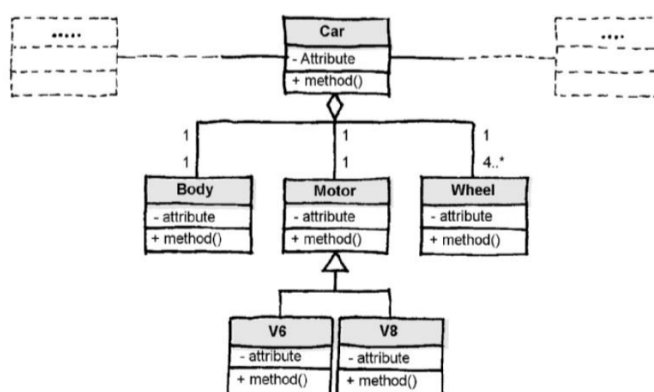 .....
Car
....
- Attribute
+ method()
1
1
1
1
1
4..*
Body
Motor
Wheel
- attribute
- attribute
- attribute
+ method()
+ method()
+ method()
V6
V8
- attribute
- attribute
+ method()
+ method()